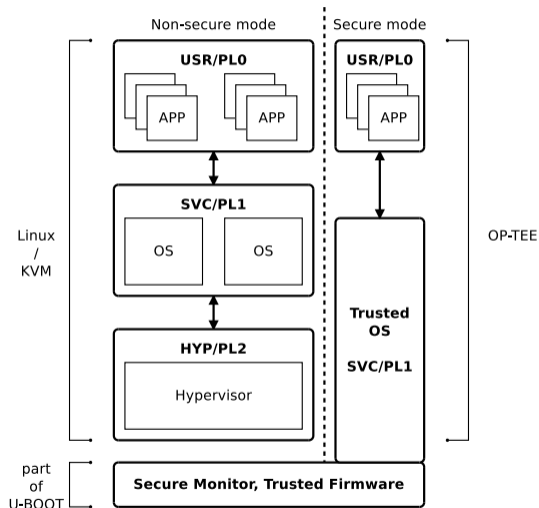 Non-secure mode
Secure mode
USR/PL0
APP
APP
USR/PL0
APP
SVC/PL1
OS
OS
Linux
/
KVM
OP-TEE
Trusted
OS
SVC/PL1
HYP/PL2
Hypervisor
part
of
U-BOOT
Secure Monitor, Trusted Firmware